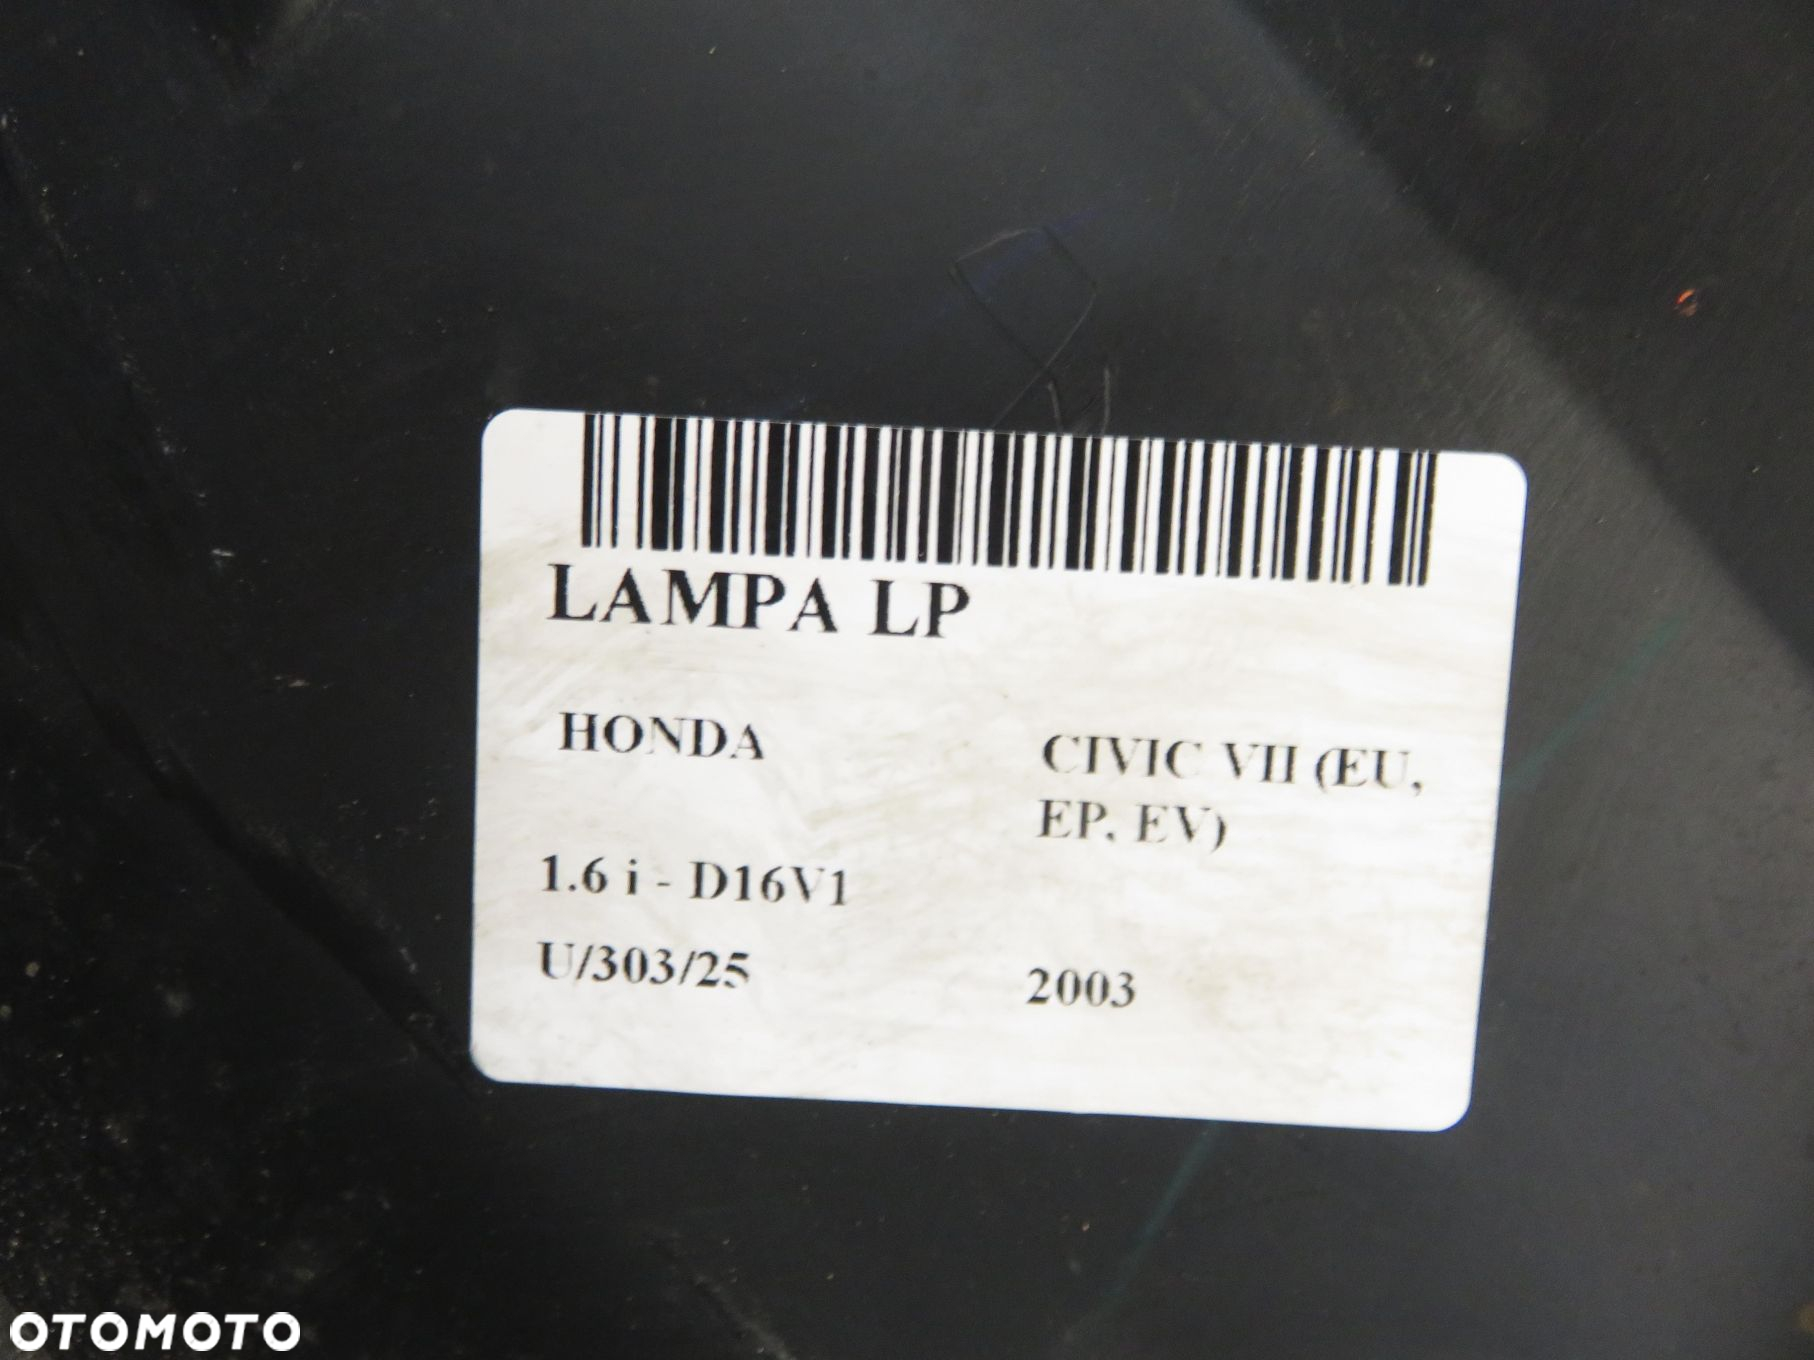 LAMPA LP
HONDA
CIVIC VII (EU,
EP, EV)
1.6 i - D16V1
U/303/25
2003
OTOMOTO